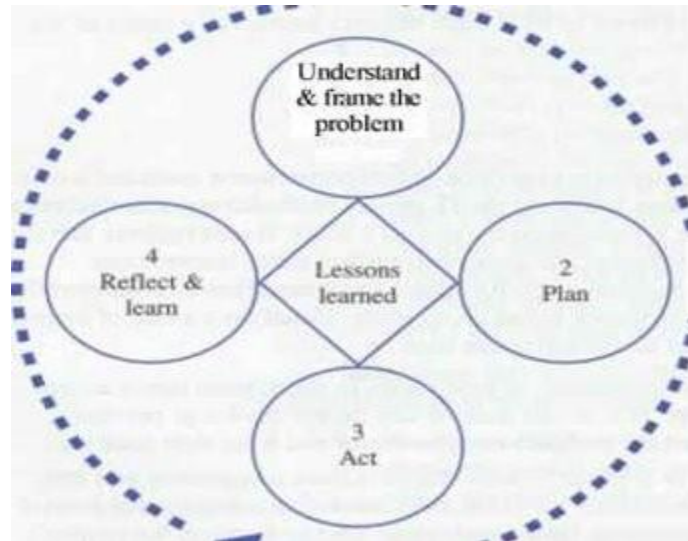 Understand
& frame the
problem
4
Reflect &
learn
Lessons
learned
2
Plan
3
Act